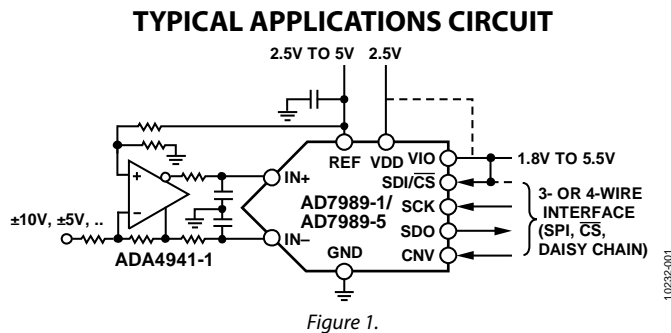 TYPICAL APPLICATIONS CIRCUIT
2.5V TO 5V 2.5V
REF VDD VIO
1.8V TO 5.5V
SDI/CS
IN+
AD7989-1/
AD7989-5
SCK
3- OR 4-WIRE
INTERFACE
(SPI, CS,
DAISY CHAIN)
+
–
±10V, ±5V, ..
SDO
IN–
ADA4941-1
GND
CNV
10232-001
Figure 1.